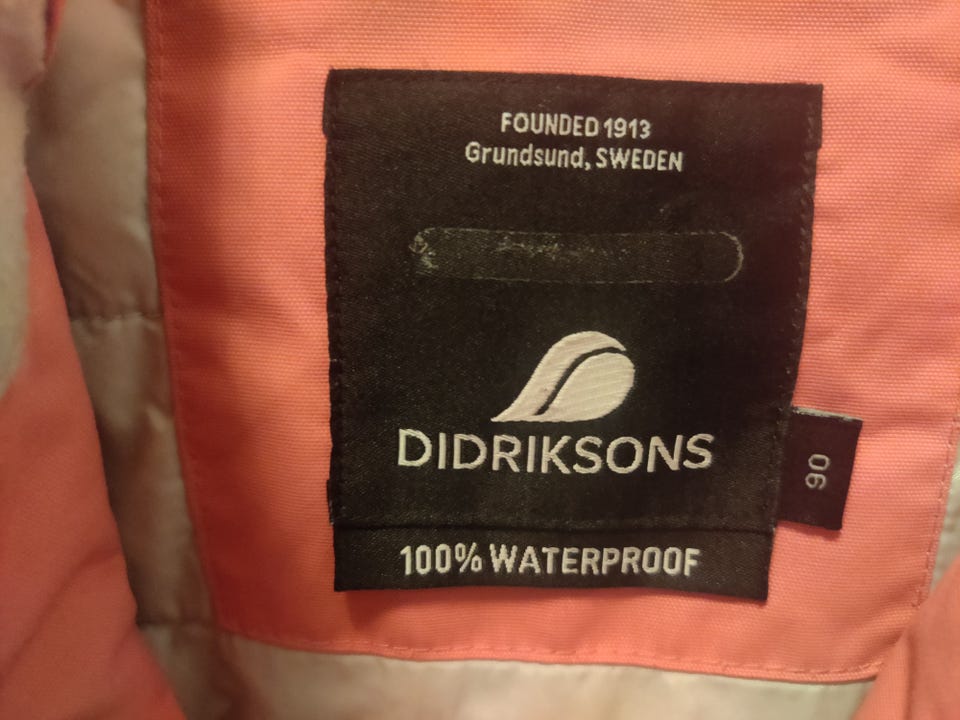 FOUNDED 1913
Grundsund, SWEDEN
DIDRIKSONS
90
100% WATERPROOF